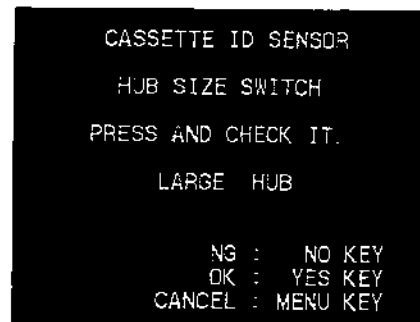 CASSETTE ID SENSOR
HUB SIZE SWITCH
PRESS AND CHECK IT.
LARGE HUB
NG : NO KEY
OK : YES KEY
CANCEL : MENU KEY